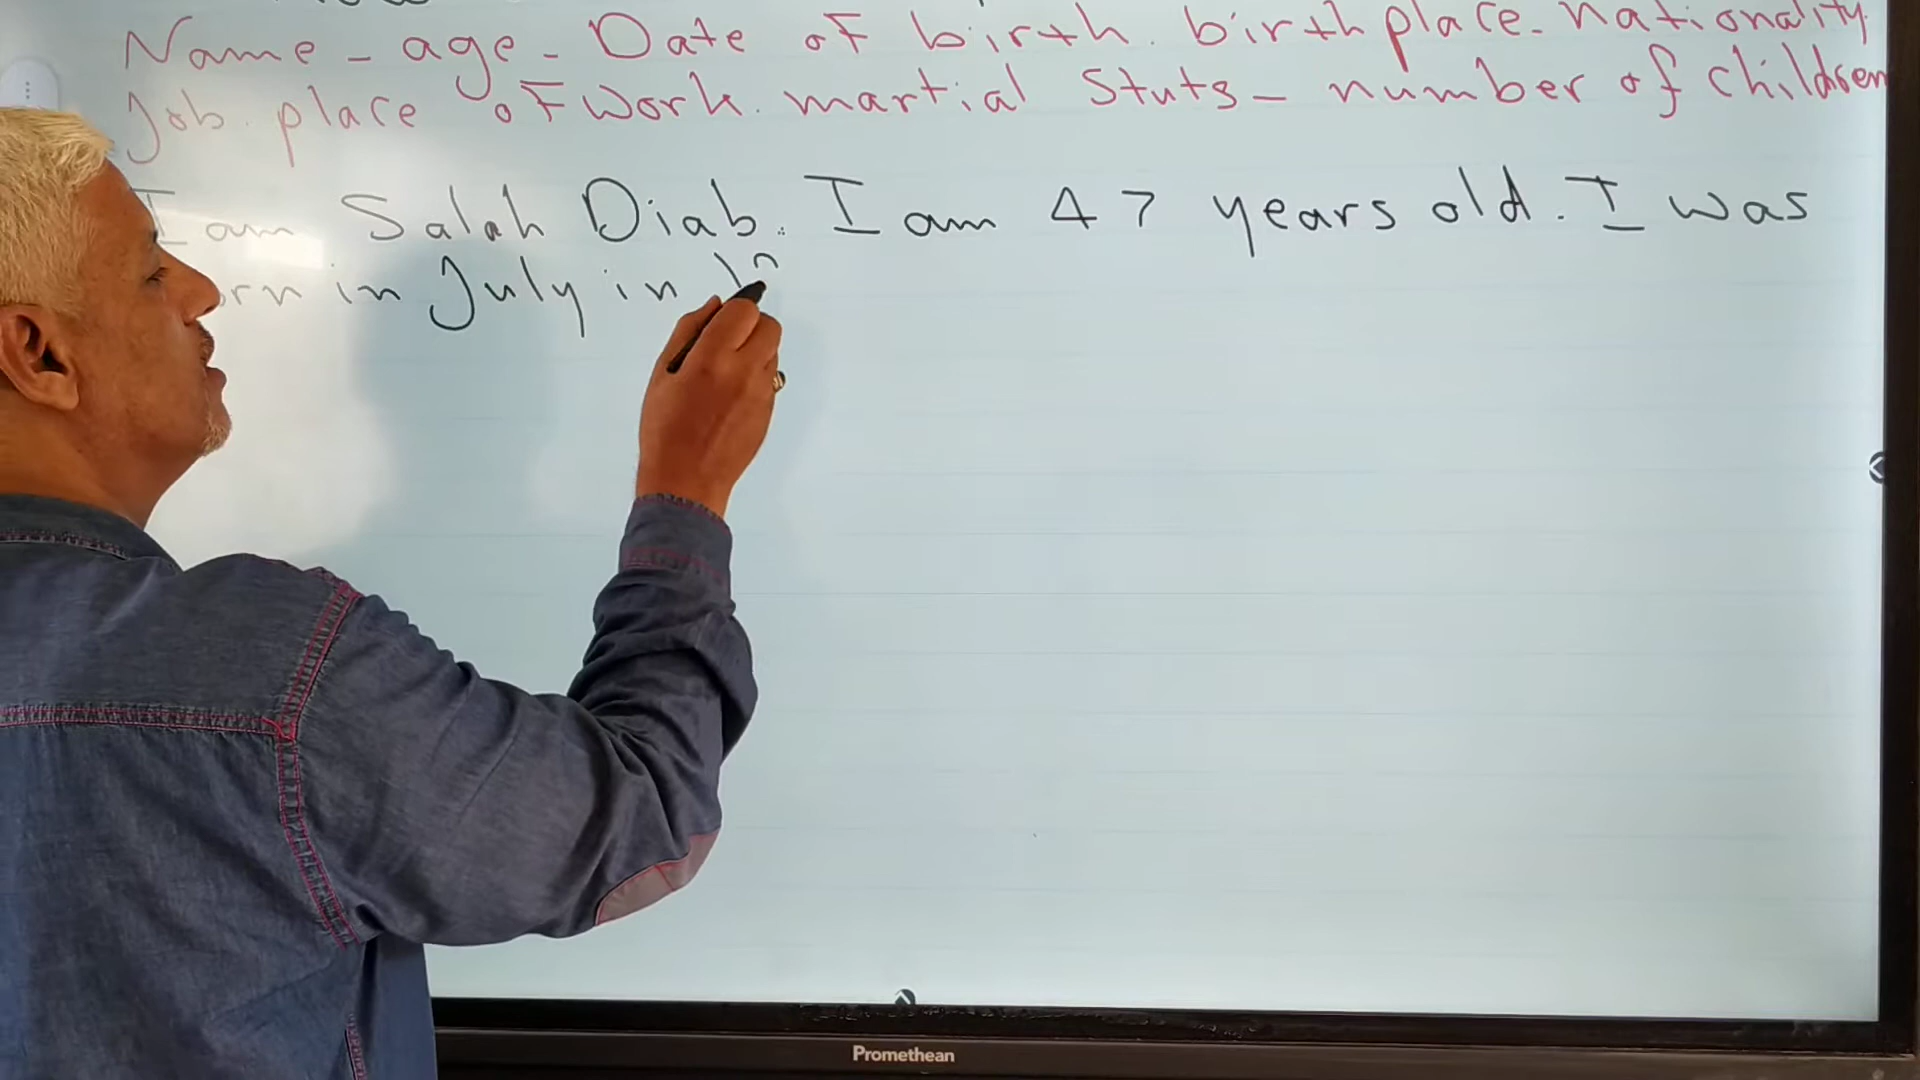 Name - age - Date of birth. birth place - nationality
Job. place of work. martial Stuts - number of children
I am Salah Diab. I am 47 years old. I was
orn in July in
Promethean